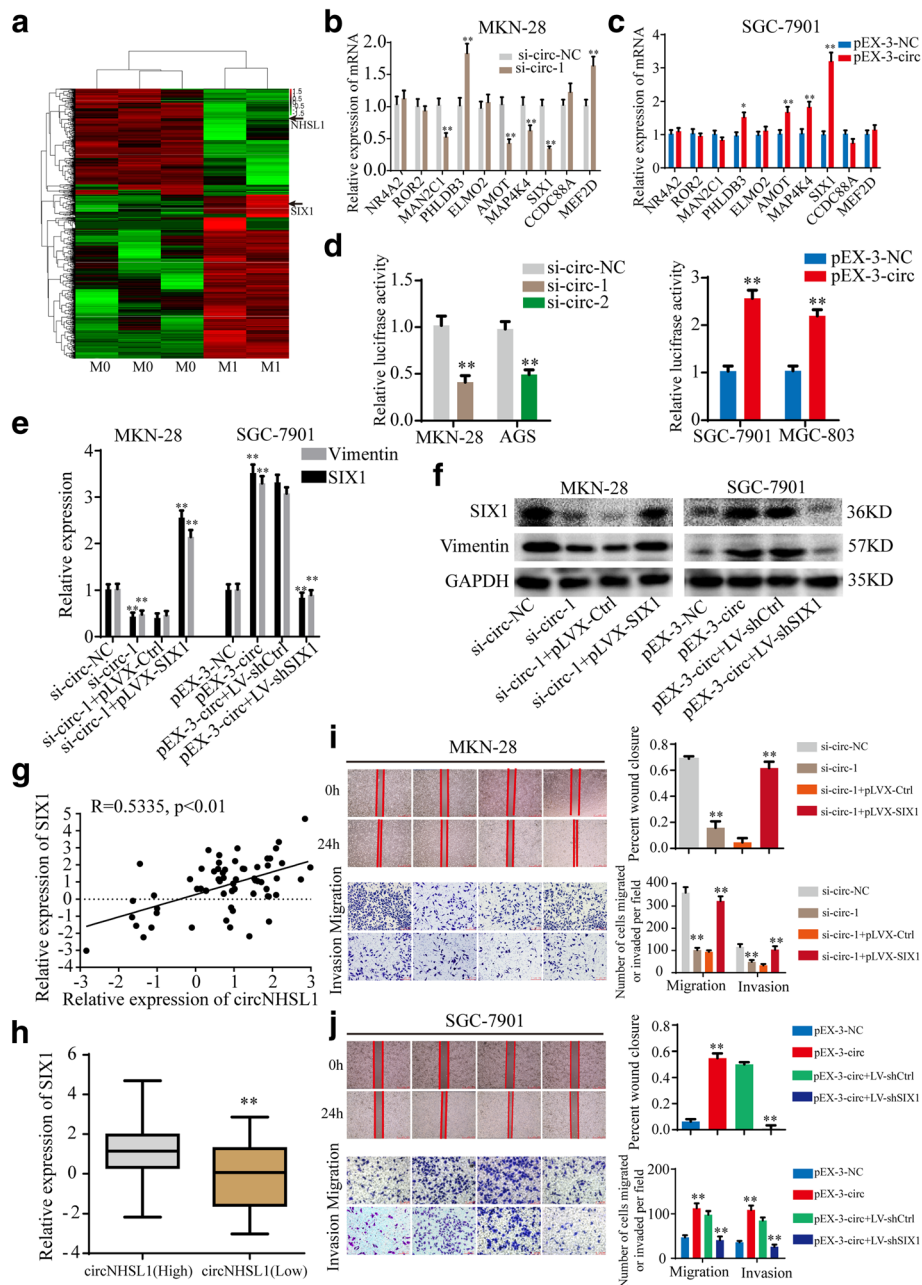 a
1.5
0.5
NHSL1
SIX1
M0
M0
M0
M1
M1
b
MKN-28
Relative expression of mRNA
2.0
1.5
1.0
0.5
0.0
si-circ-NC
si-circ-1
**
**
**
**
**
**
NR4A2
ROR2
MAN2C1
PHLDB3
ELMO2
AMOT
MAP4K4
SIX1
CCDC88A
MEF2D
c
SGC-7901
Relative expression of mRNA
4
3
2
1
0
pEX-3-NC
pEX-3-circ
*
**
**
**
NR4A2
ROR2
MAN2C1
PHLDB3
ELMO2
AMOT
MAP4K4
SIX1
CCDC88A
MEF2D
d
Relative lucifrase activity
1.5
1.0
0.5
0.0
si-circ-NC
si-circ-1
si-circ-2
**
**
MKN-28
AGS
Relative lucifrase activity
4
3
2
1
0
pEX-3-NC
pEX-3-circ
**
**
SGC-7901
MGC-803
e
MKN-28
SGC-7901
Vimentin
SIX1
Relative expression
4
3
2
1
0
**
**
**
**
**
**
**
**
si-circ-NC
si-circ-1
si-circ-1+pLVX-Ctrl
si-circ-1+pLVX-SIX1
pEX-3-NC
pEX-3-circ
pEX-3-circ+LV-shCtrl
pEX-3-circ+LV-shSIX1
f
MKN-28
SGC-7901
SIX1
36KD
Vimentin
57KD
GAPDH
35KD
si-circ-NC
si-circ-1
si-circ-1+pLVX-Ctrl
si-circ-1+pLVX-SIX1
pEX-3-NC
pEX-3-circ
pEX-3-circ+LV-shCtrl
pEX-3-circ+LV-shSIX1
g
R=0.5335, p<0.01
Relative expression of SIX1
5
4
3
2
1
0
-1
-2
-3
-4
-3
-2
-1
0
1
2
3
Relative expression of circNHSL1
h
Relative expression of SIX1
6
4
2
0
-2
-4
**
circNHSL1(High)
circNHSL1(Low)
i
MKN-28
0h
24h
Migration
Invasion
Percent wound closure
0.8
0.6
0.4
0.2
0.0
**
**
si-circ-NC
si-circ-1
si-circ-1+pLVX-Ctrl
si-circ-1+pLVX-SIX1
Number of cells migrated
or invaded per field
400
300
200
100
0
**
**
**
**
Migration
Invasion
si-circ-NC
si-circ-1
si-circ-1+pLVX-Ctrl
si-circ-1+pLVX-SIX1
j
SGC-7901
0h
24h
Migration
Invasion
Percent wound closure
0.8
0.6
0.4
0.2
0.0
**
**
pEX-3-NC
pEX-3-circ
pEX-3-circ+LV-shCtrl
pEX-3-circ+LV-shSIX1
Number of cells migrated
or invaded per field
200
100
0
**
**
**
**
Migration
Invasion
pEX-3-NC
pEX-3-circ
pEX-3-circ+LV-shCtrl
pEX-3-circ+LV-shSIX1